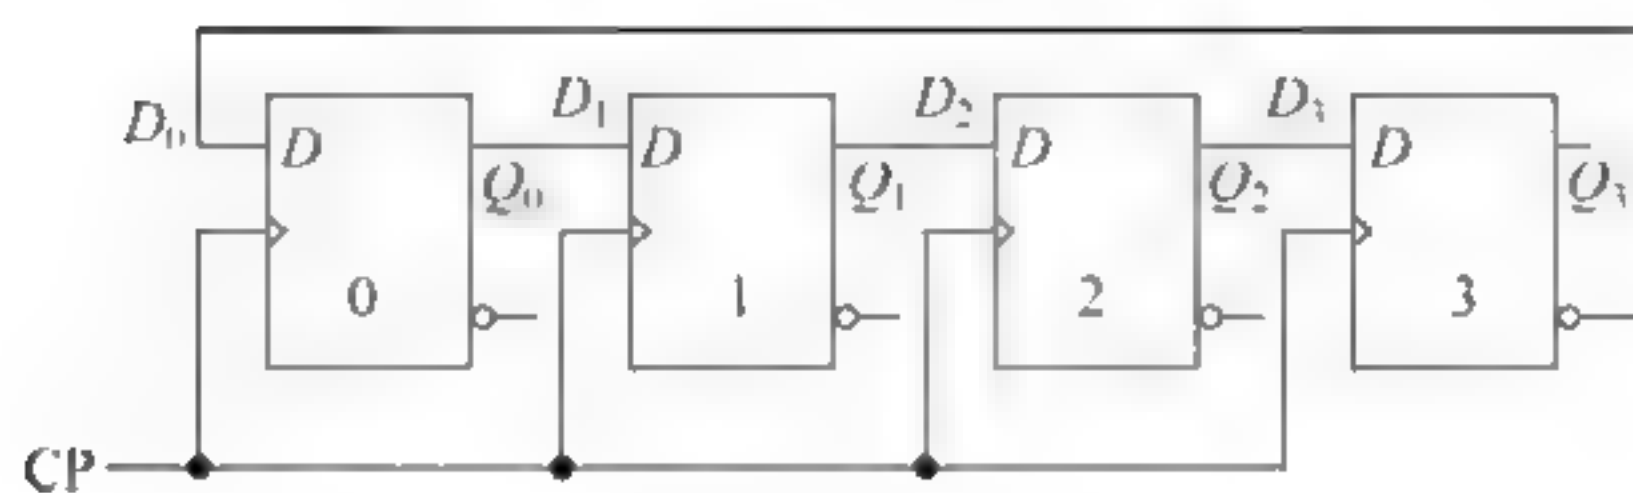 D₀ D₁ D₂ D₃
D D D D
Q₀ Q₁ Q₂ Q₃
0 1 2 3
CP